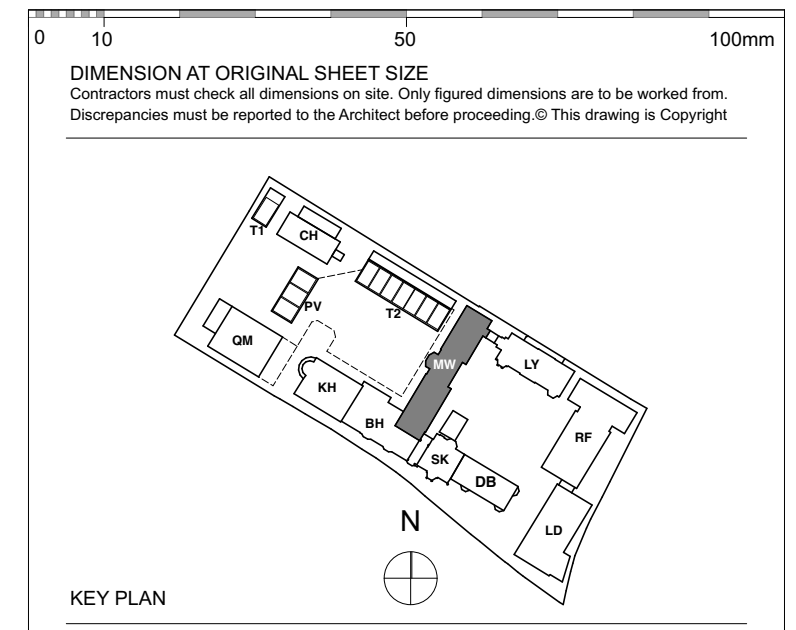 0 10 50 100mm
DIMENSION AT ORIGINAL SHEET SIZE
Contractors must check all dimensions on site. Only figured dimensions are to be worked from.
Discrepancies must be reported to the Architect before proceeding.© This drawing is Copyright
T1
CH
PV
T2
QM
MW
LY
KH
BH
RF
SK
DB
LD
N
KEY PLAN